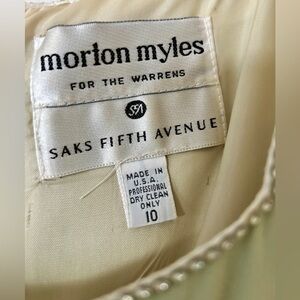 morton myles
FOR THE WARRENS
SFA
SAKS FIFTH AVENUE
MADE IN
U.S.A.
PROFESSIONAL
DRY CLEAN
ONLY
10